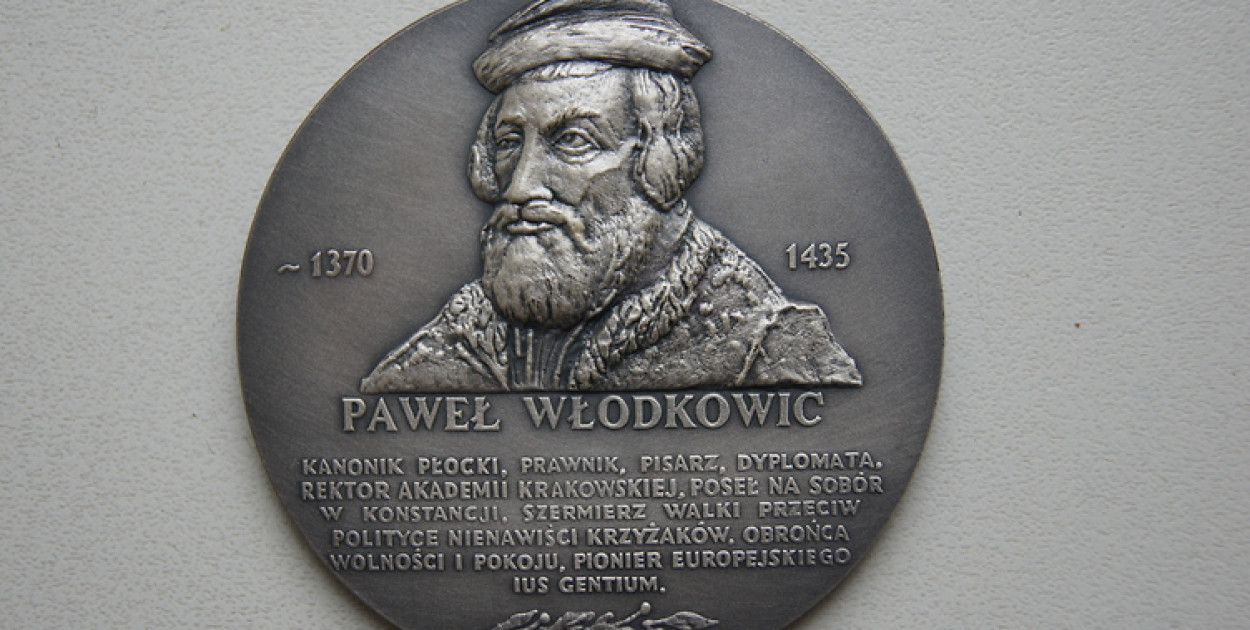 ~ 1370
1435
PAWEŁ WŁODKOWIC
KANONIK PŁOCKI, PRAWNIK, PISARZ, DYPLOMATA.
REKTOR AKADEMII KRAKOWSKIEJ, POSEŁ NA SOBÓR
W KONSTANCJI. SZERMIERZ WALKI PRZECIW
POLITYCE NIENAWIŚCI KRZYŻAKÓW. OBROŃCA
WOLNOŚCI I POKOJU, PIONIER EUROPEJSKIEGO
IUS GENTIUM.